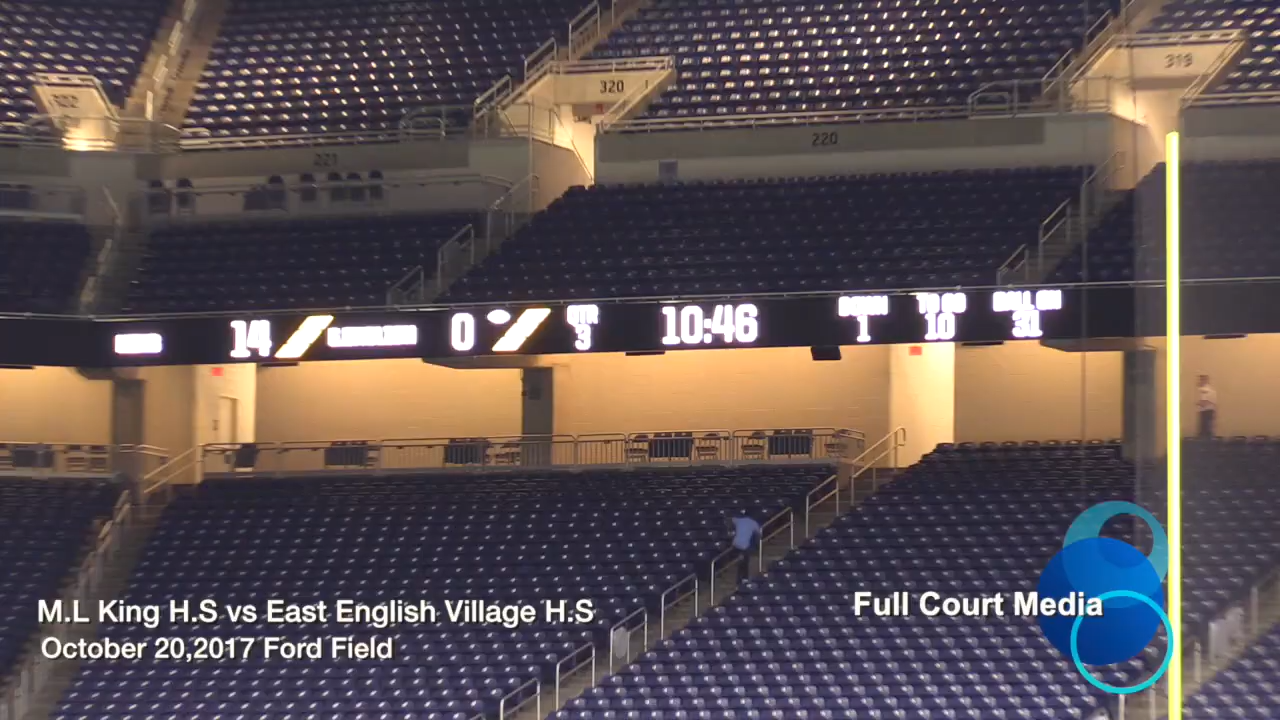 322
320
319
221
220
14
0
QTR
3
10:46
DOWN
1
TO GO
10
BALL ON
31
M.L King H.S vs East English Village H.S
October 20,2017 Ford Field
Full Court Media